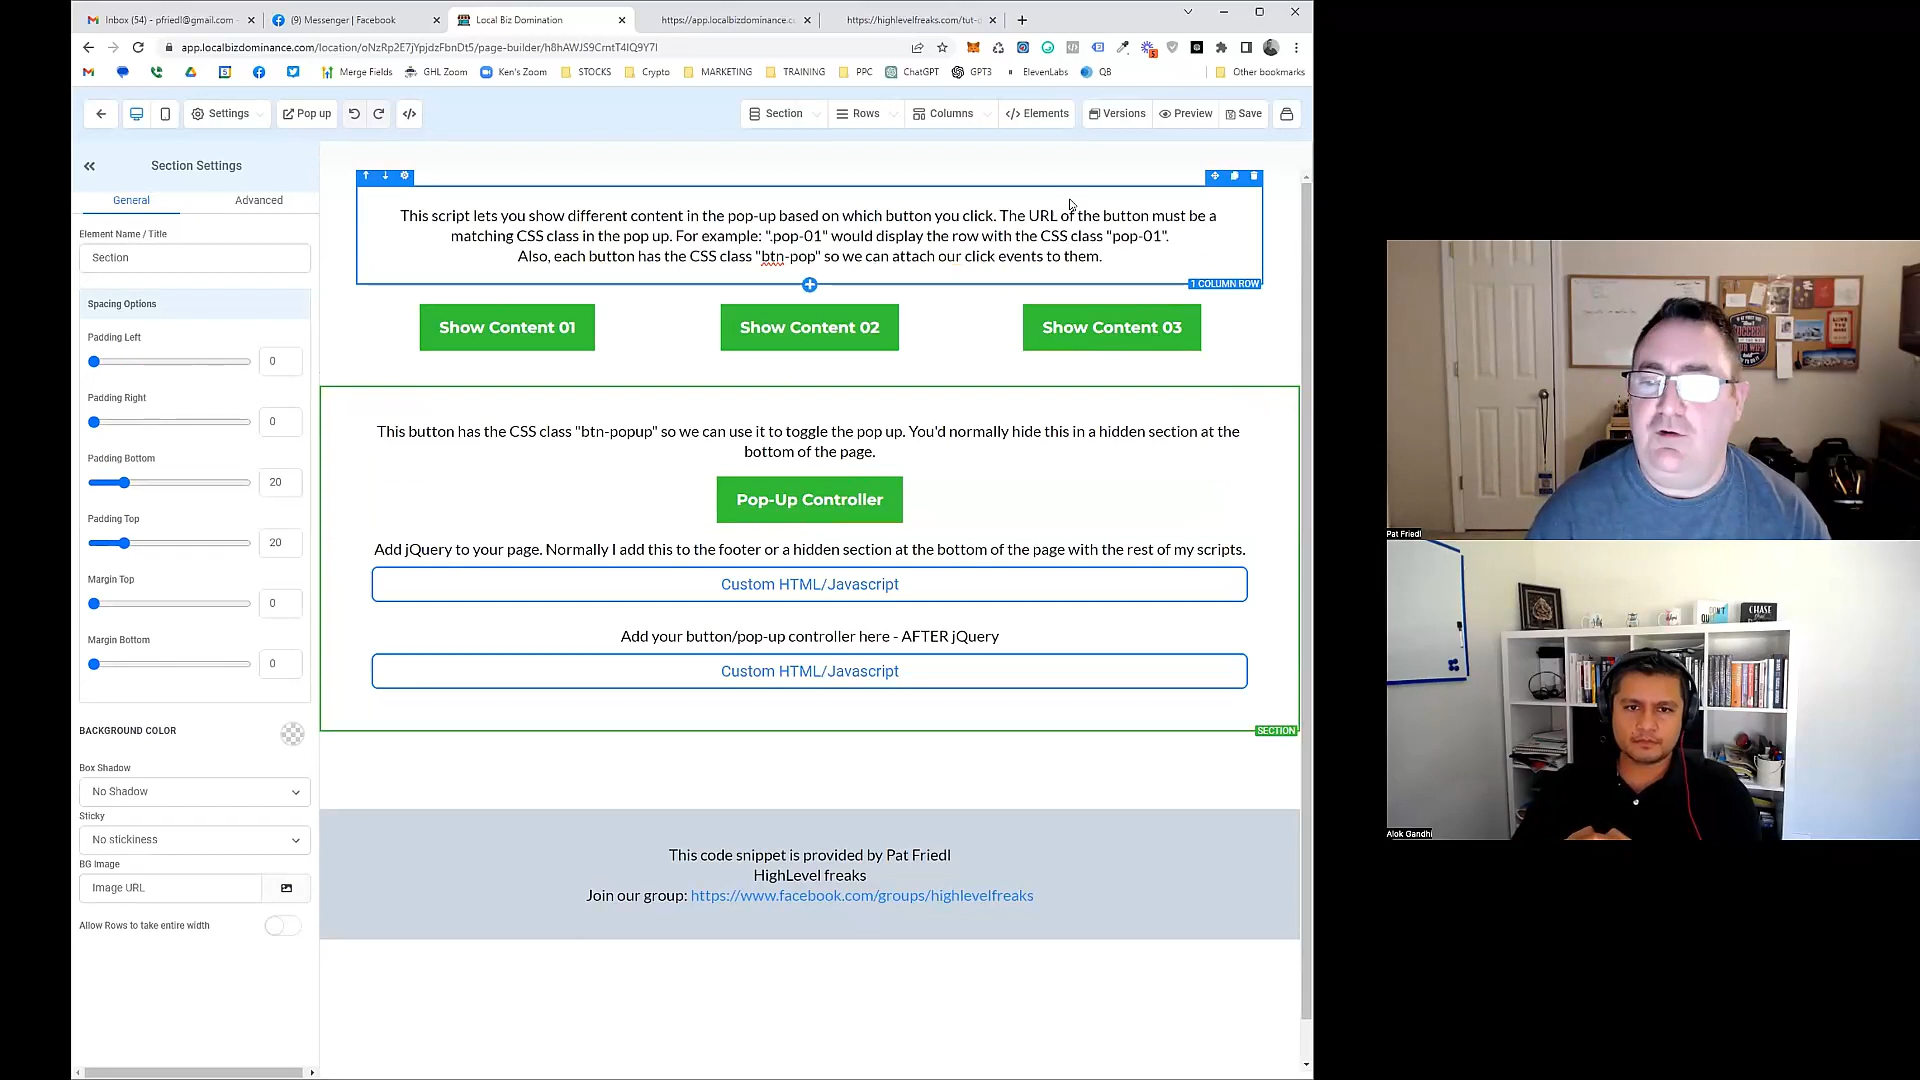 Inbox (54) - pfriedl@gmail.com -
(9) Messenger | Facebook
Local Biz Domination
https://app.localbizdominance.c
https://highlevelfreaks.com/tut-
app.localbizdominance.com/location/oNzRp2E7jYpjdzFbnDt5/page-builder/h8hAWJS9CrntT4IQ9Y7I
Merge Fields
GHL Zoom
Ken's Zoom
STOCKS
Crypto
MARKETING
TRAINING
PPC
ChatGPT
GPT3
ElevenLabs
QB
Other bookmarks
Settings
Pop up
Section
Rows
Columns
Elements
Versions
Preview
Save
Section Settings
General
Advanced
Element Name / Title
Section
Spacing Options
Padding Left
0
Padding Right
0
Padding Bottom
20
Padding Top
20
Margin Top
0
Margin Bottom
0
BACKGROUND COLOR
Box Shadow
No Shadow
Sticky
No stickiness
BG Image
Image URL
Allow Rows to take entire width
This script lets you show different content in the pop-up based on which button you click. The URL of the button must be a
matching CSS class in the pop up. For example: ".pop-01" would display the row with the CSS class "pop-01".
Also, each button has the CSS class "btn-pop" so we can attach our click events to them.
1 COLUMN ROW
Show Content 01
Show Content 02
Show Content 03
This button has the CSS class "btn-popup" so we can use it to toggle the pop up. You'd normally hide this in a hidden section at the
bottom of the page.
Pop-Up Controller
Add jQuery to your page. Normally I add this to the footer or a hidden section at the bottom of the page with the rest of my scripts.
Custom HTML/Javascript
Add your button/pop-up controller here - AFTER jQuery
Custom HTML/Javascript
SECTION
This code snippet is provided by Pat Friedl
HighLevel freaks
Join our group: https://www.facebook.com/groups/highlevelfreaks
Pat Friedl
CHASE
Alok Gandhi